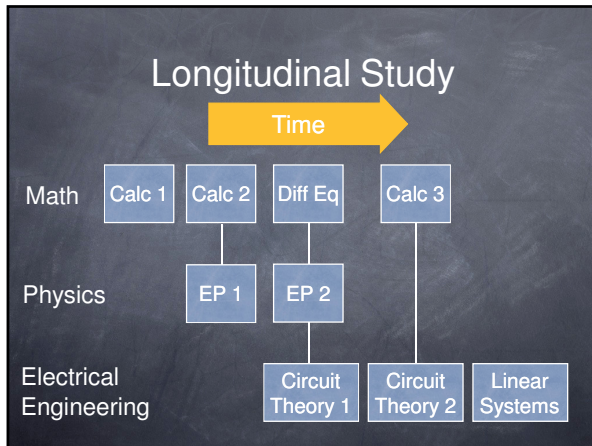 Longitudinal Study
Time
Math
Calc 1
Calc 2
Diff Eq
Calc 3
Physics
EP 1
EP 2
Electrical
Engineering
Circuit
Theory 1
Circuit
Theory 2
Linear
Systems